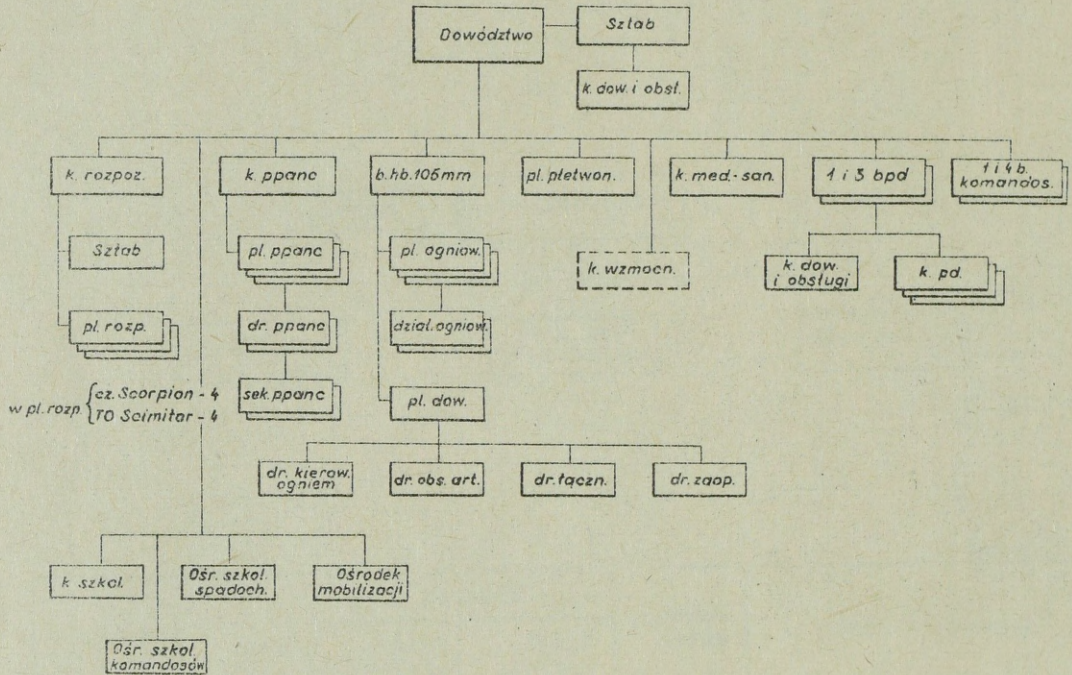 Dowództwo
Sztab
k. dow. i obsł.
k. rozpoz.
k. ppanc
b. hb. 105mm
pl. płetwon.
k. med.-san.
1 i 3 bpd
1 i 4 b.
komandos.
Sztab
pl. ppanc
pl. ogniow.
k. wzmocn.
k. dow.
i obsługi
k. pd.
pl. rozp.
dr. ppanc
dział. ogniow.
w pl. rozp. { cz. Scorpion - 4
TO Scimitar - 4
sek. ppanc
pl. dow.
dr. kierow.
ogniem
dr. obs. art.
dr. łączn.
dr. zaop.
k. szkol.
Ośr. szkol.
spadoch.
Ośrodek
mobilizacji
Ośr. szkol.
komandosów